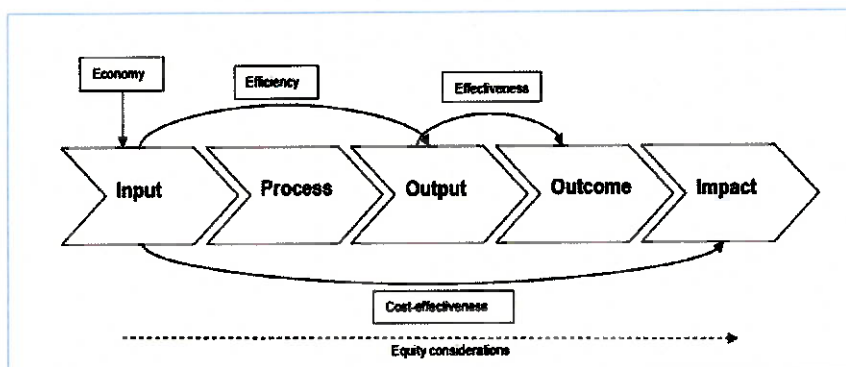 Economy
Efficiency
Effectiveness
Input
Process
Output
Outcome
Impact
Cost-effectiveness
Equity considerations